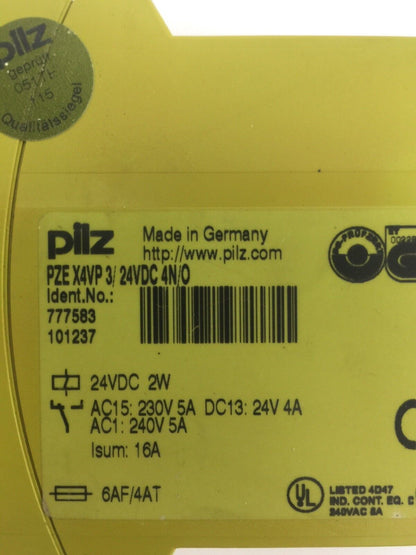 pilz
geprüft
115
Qualitätssiegel
pilz
Made in Germany
http://www.pilz.com
PZE X4VP 3/ 24VDC 4N/O
Ident.No.:
777583
101237
24VDC 2W
AC15: 230V 5A DC13: 24V 4A
AC1: 240V 5A
Isum: 16A
6AF/4AT
UL
LISTED 4D47
IND. CONT. EQ.
240VAC 5A